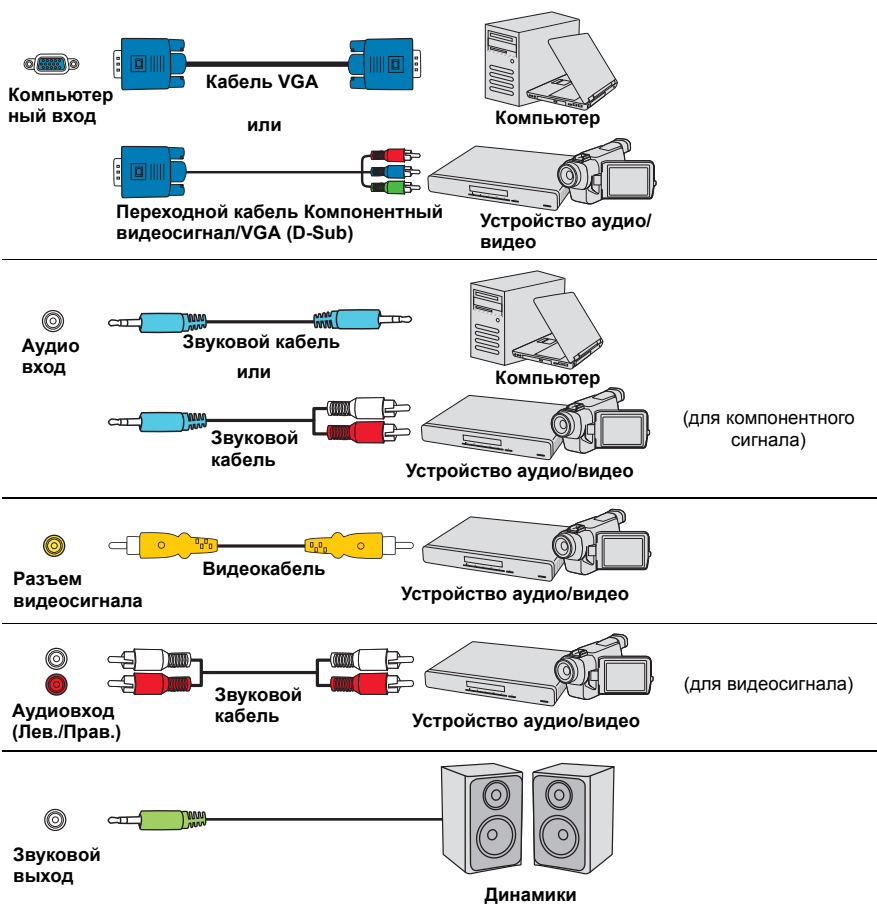 Компьютер
ный вход
Кабель VGA
или
Компьютер
Переходной кабель Компонентный
видеосигнал/VGA (D-Sub)
Устройство аудио/
видео
Аудио
вход
Звуковой кабель
или
Компьютер
Звуковой
кабель
(для компонентного
сигнала)
Устройство аудио/видео
Разъем
видеосигнала
Видеокабель
Устройство аудио/видео
Аудиовход
(Лев./Прав.)
Звуковой
кабель
Устройство аудио/видео
(для видеосигнала)
Звуковой
выход
Динамики